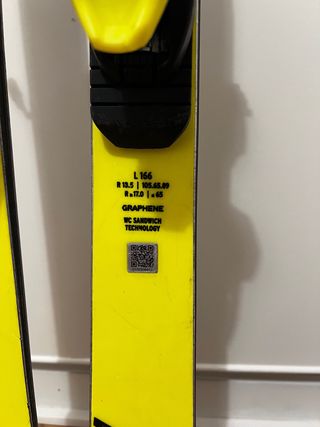 L 166
R 13.5 | 105.65.89
R ≥17.0 | ≤ 65
GRAPHENE
WC SANDWICH
TECHNOLOGY